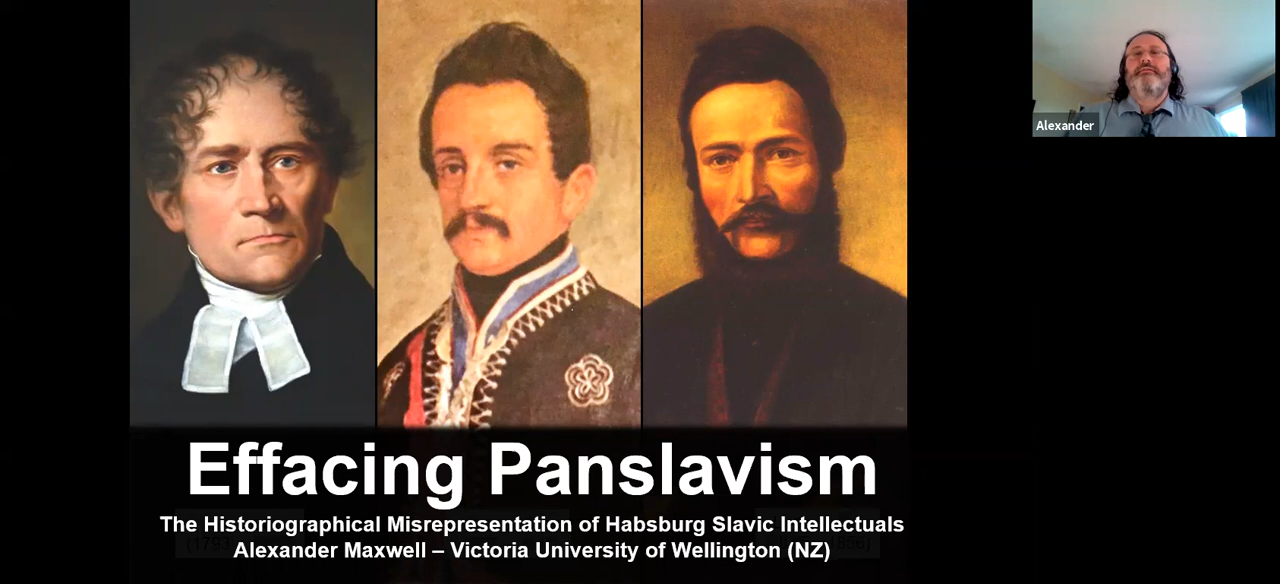 Alexander
Effacing Panslavism
The Historiographical Misrepresentation of Habsburg Slavic Intellectuals
Alexander Maxwell – Victoria University of Wellington (NZ)